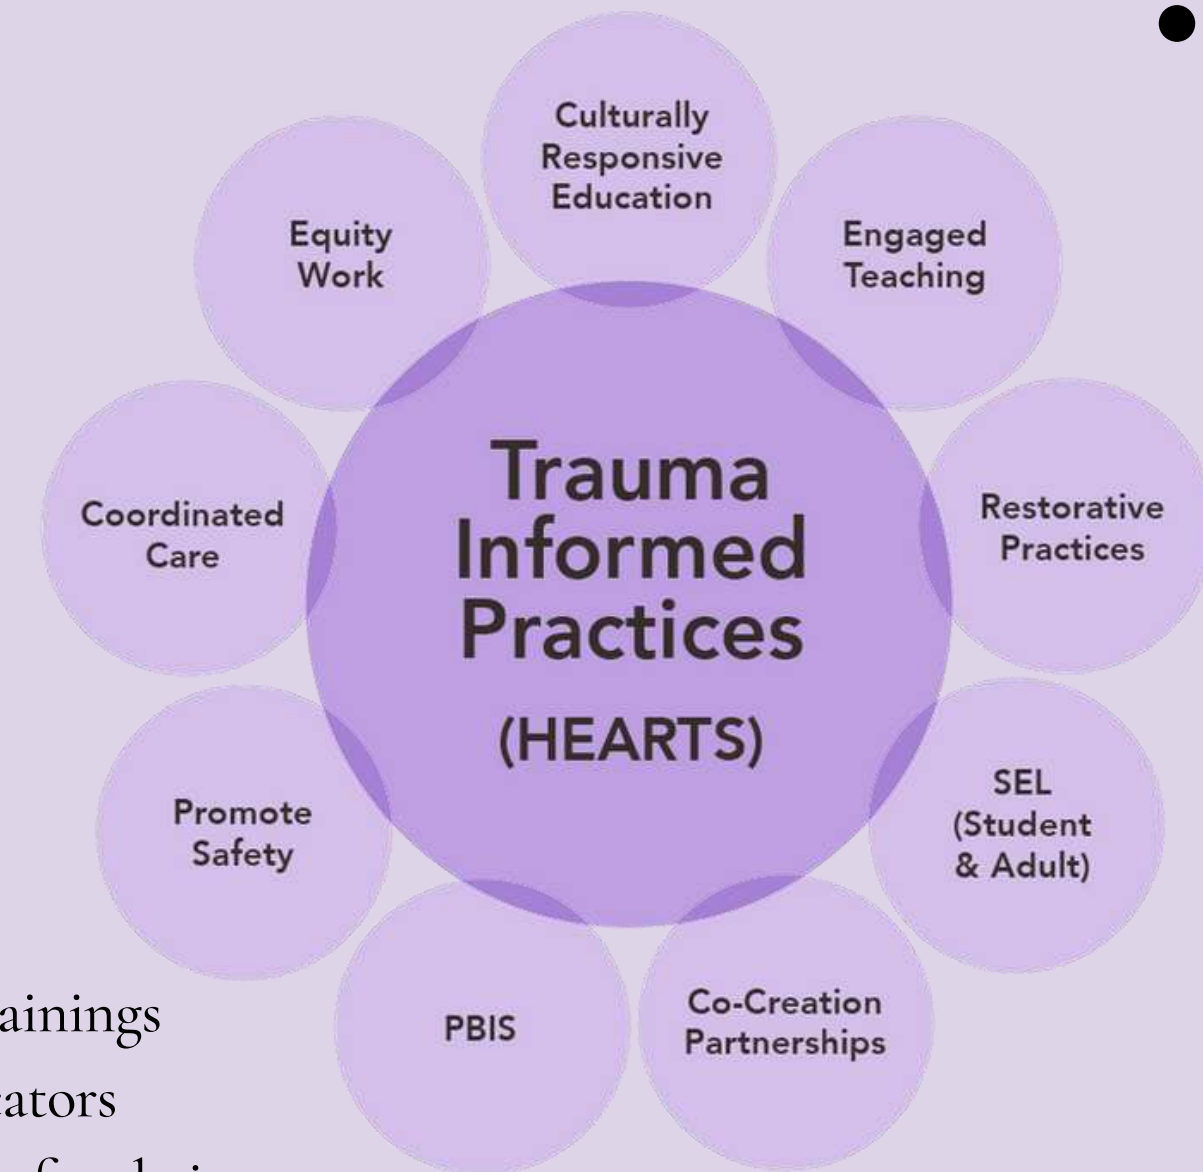 Culturally
Responsive
Education
Equity
Work
Engaged
Teaching
Coordinated
Care
Restorative
Practices
Trauma
Informed
Practices
(HEARTS)
Promote
Safety
SEL
(Student
& Adult)
PBIS
Co-Creation
Partnerships